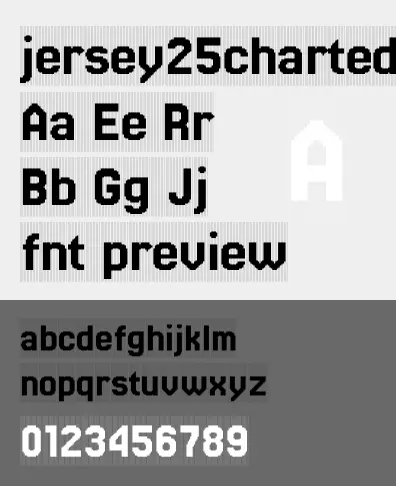 jersey25charted
Aa Ee Rr
A
Bb Gg Jj
fnt preview
abcdefghijklm
nopqrstuvwxyz
0123456789